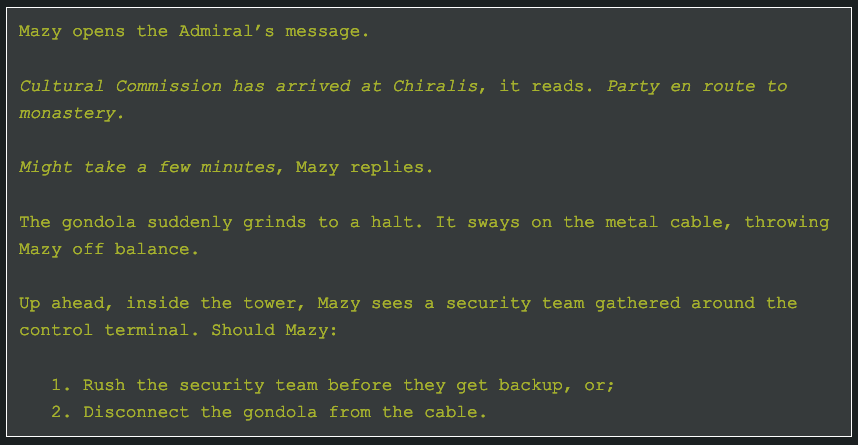 Mazy opens the Admiral’s message.
Cultural Commission has arrived at Chiralis, it reads. Party en route to
monastery.
Might take a few minutes, Mazy replies.
The gondola suddenly grinds to a halt. It sways on the metal cable, throwing
Mazy off balance.
Up ahead, inside the tower, Mazy sees a security team gathered around the
control terminal. Should Mazy:
1. Rush the security team before they get backup, or;
2. Disconnect the gondola from the cable.